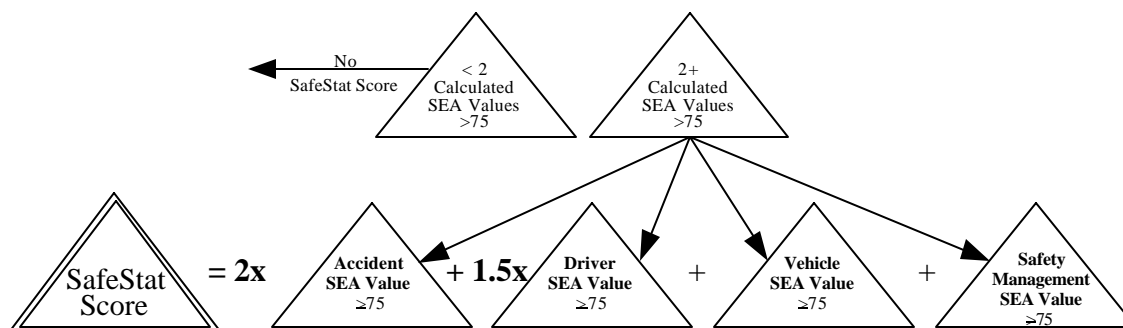 No
SafeStat Score
< 2
Calculated
SEA Values
>75
2+
Calculated
SEA Values
>75
SafeStat
Score
= 2x
Accident
SEA Value
≥75
+ 1.5x
Driver
SEA Value
≥75
+
Vehicle
SEA Value
≥75
+
Safety
Management
SEA Value
≥75